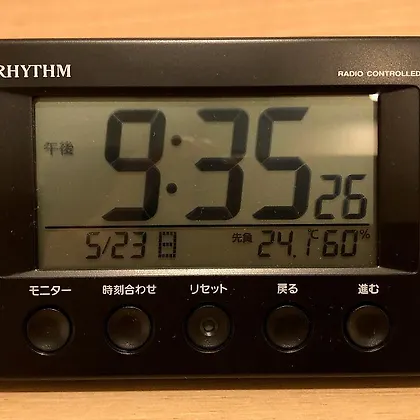 RHYTHM
RADIO CONTROLLED
午後 9:35 26
5/23 日 先負 24.1℃ 60%
モニター 時刻合わせ リセット 戻る 進む